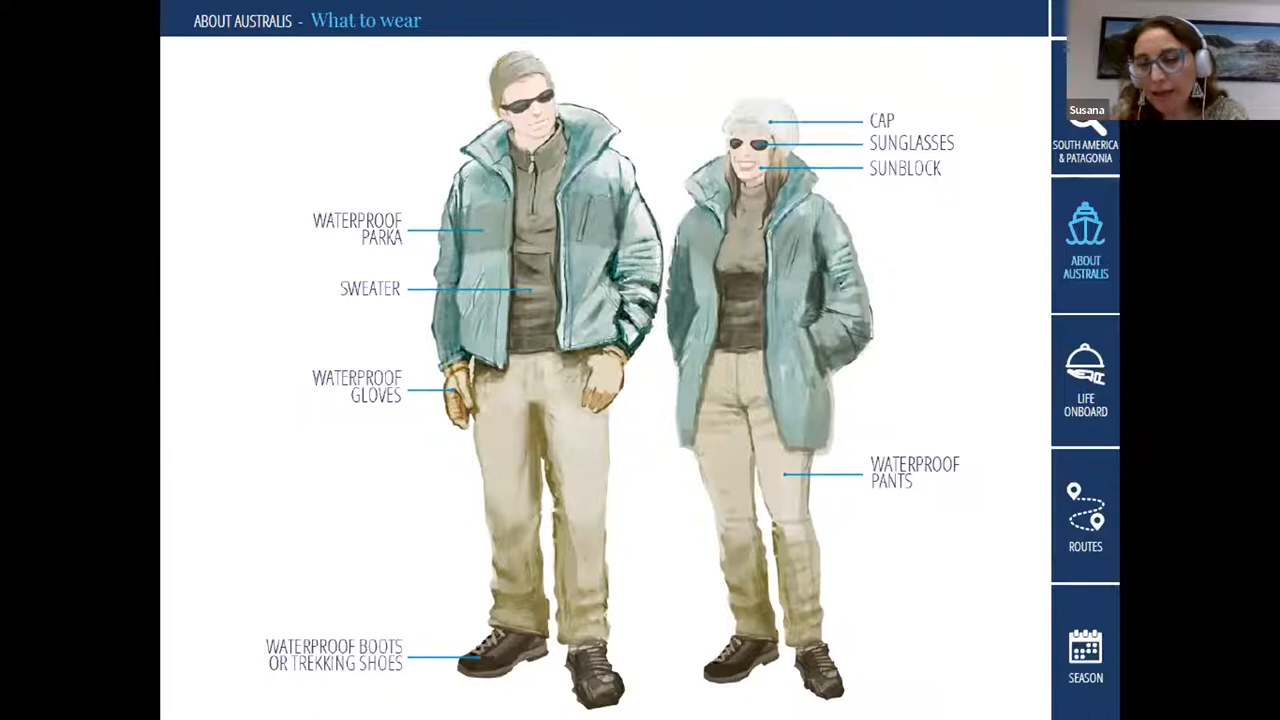 ABOUT AUSTRALIS - What to wear
Susana
CAP
SUNGLASSES
SUNBLOCK
WATERPROOF
PARKA
SWEATER
WATERPROOF
GLOVES
WATERPROOF
PANTS
WATERPROOF BOOTS
OR TREKKING SHOES
SOUTH AMERICA
& PATAGONIA
ABOUT
AUSTRALIS
LIFE
ONBOARD
ROUTES
SEASON